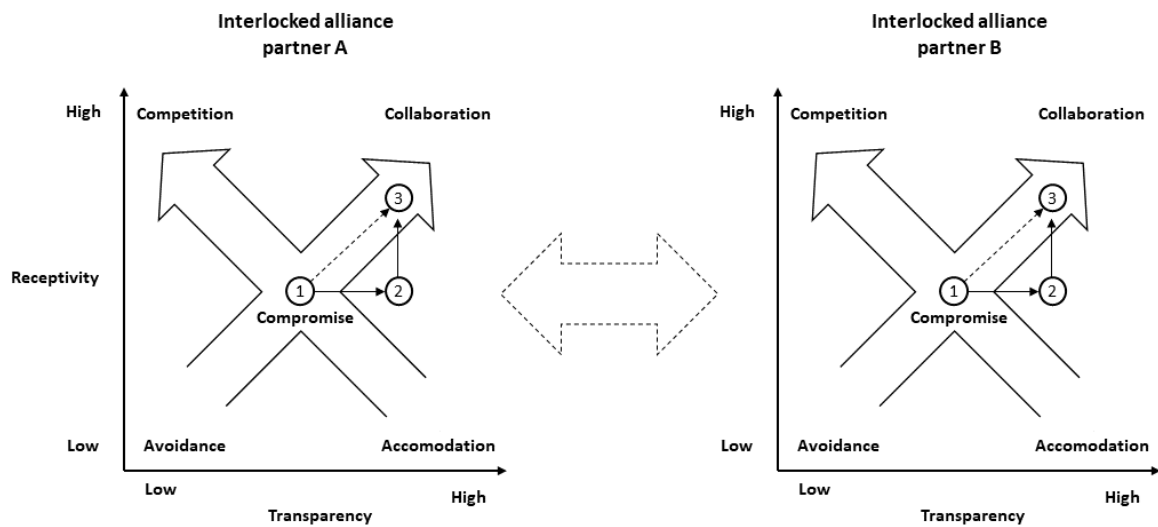 Interlocked alliance
partner A
High
Competition
Collaboration
3
Receptivity
1
2
Compromise
Low
Avoidance
Accomodation
Low
High
Transparency
Interlocked alliance
partner B
High
Competition
Collaboration
3
1
2
Compromise
Low
Avoidance
Accomodation
Low
High
Transparency